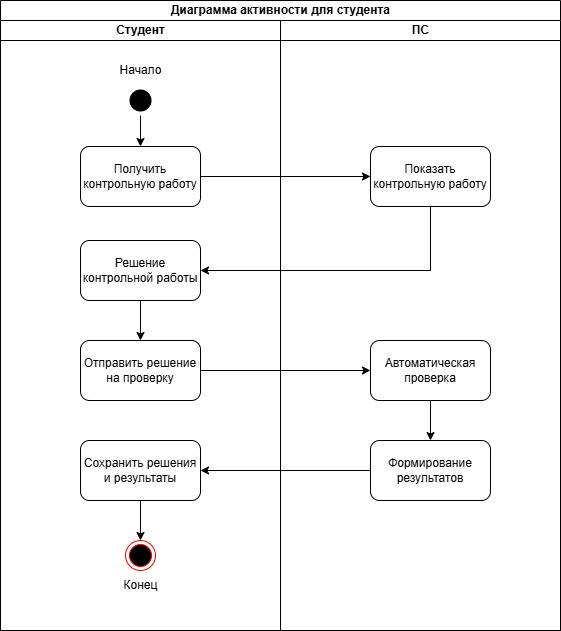 Диаграмма активности для студента
Студент
ПС
Начало
Получить
контрольную работу
Показать
контрольную работу
Решение
контрольной работы
Отправить решение
на проверку
Автоматическая
проверка
Сохранить решения
и результаты
Формирование
результатов
Конец